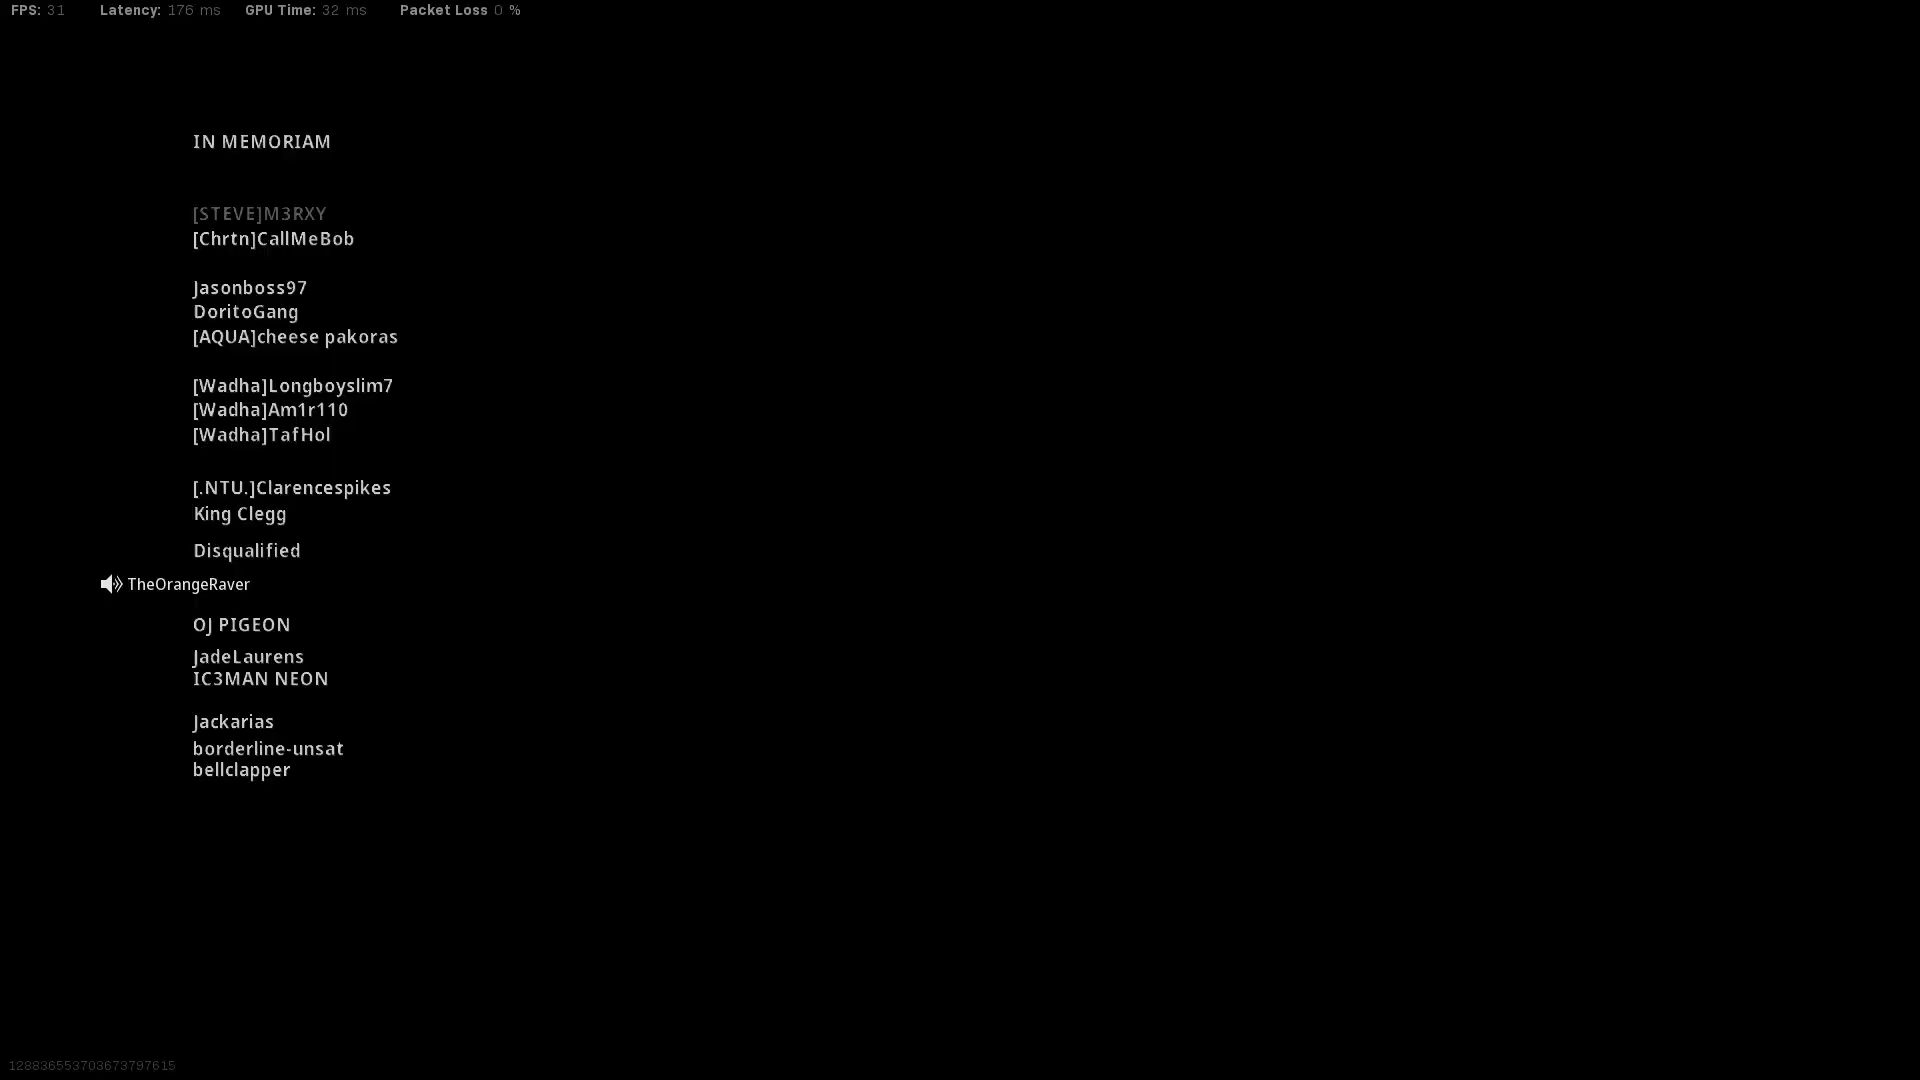 FPS: 31 Latency: 176 ms GPU Time: 32 ms Packet Loss 0 %
IN MEMORIAM
[STEVE]M3RXY
[Chrtn]CallMeBob
Jasonboss97
DoritoGang
[AQUA]cheese pakoras
[Wadha]Longboyslim7
[Wadha]Am1r110
[Wadha]TafHol
[.NTU.]Clarencespikes
King Clegg
Disqualified
TheOrangeRaver
OJ PIGEON
JadeLaurens
IC3MAN NEON
Jackarias
borderline-unsat
bellclapper
128836553703673797615